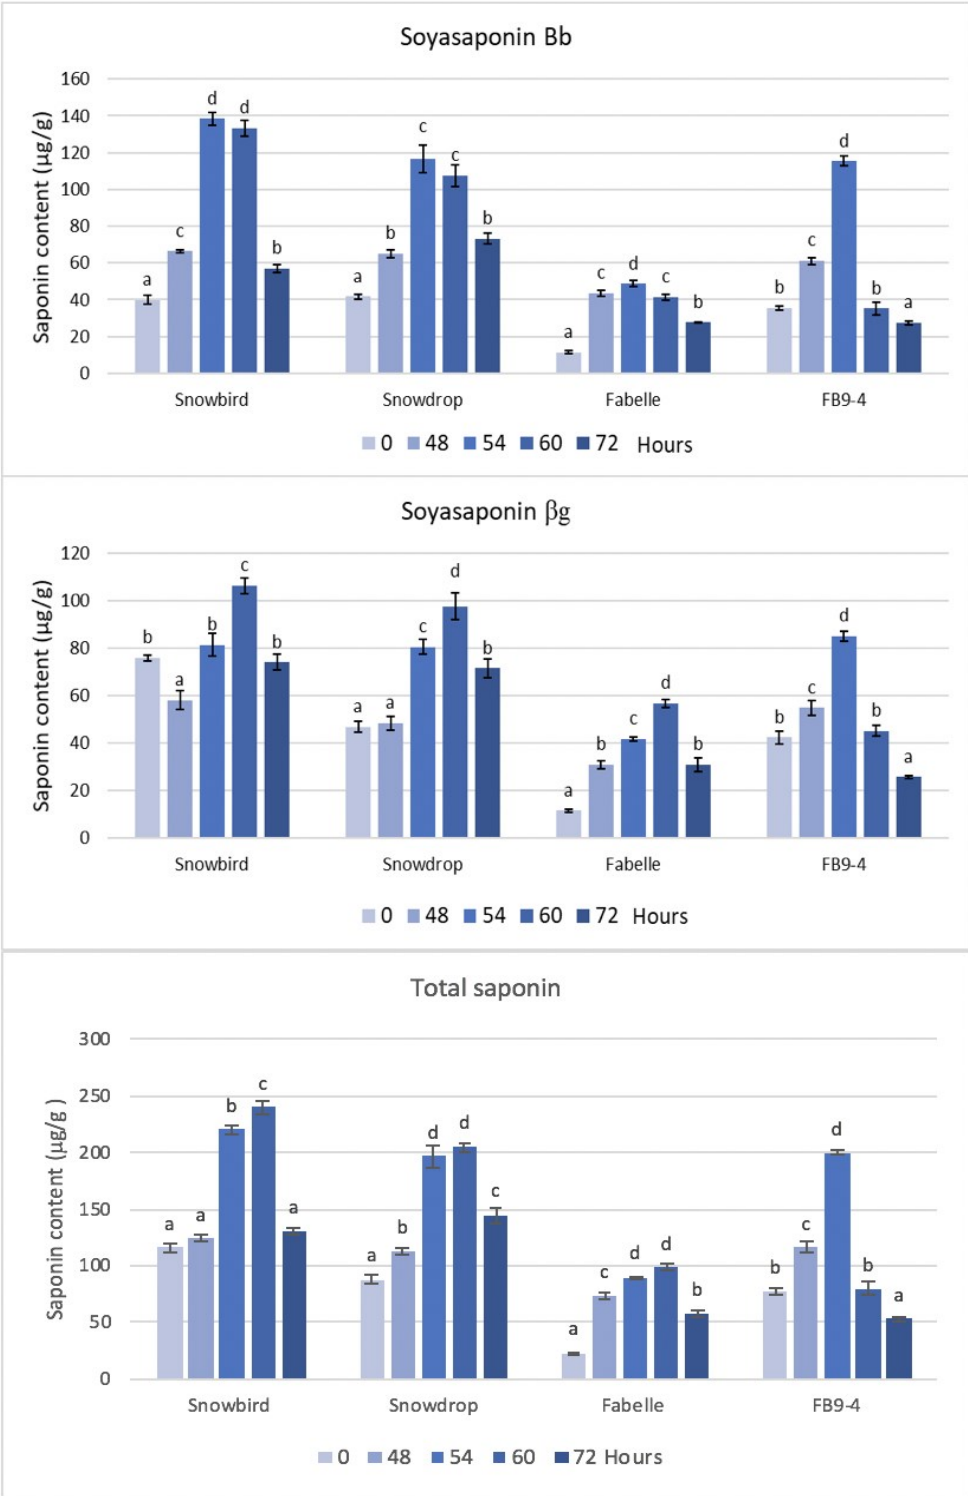 Soyasaponin Bb
Saponin content (µg/g)
160
140
120
100
80
60
40
20
0
a c d d b
a b c c b
a c d c b
b c d b a
Snowbird Snowdrop Fabelle FB9-4
0 48 54 60 72 Hours
Soyasaponin βg
Saponin content (µg/g)
120
100
80
60
40
20
0
b a b c b
a a c d b
a b c d b
b c d b a
Snowbird Snowdrop Fabelle FB9-4
0 48 54 60 72 Hours
Total saponin
Saponin content (µg/g )
300
250
200
150
100
50
0
a a b c a
a b d d c
a c d d b
b c d b a
Snowbird Snowdrop Fabelle FB9-4
0 48 54 60 72 Hours